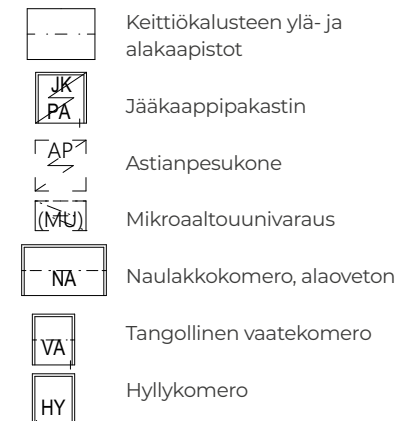 Keittiökalusteen ylä- ja
alakaapistot
JK
PA
Jääkaappipakastin
AP
Astianpesukone
(MU)
Mikroaaltouunivaraus
NA
Naulakkokomero, alaoveton
VA
Tangollinen vaatekomero
HY
Hyllykomero